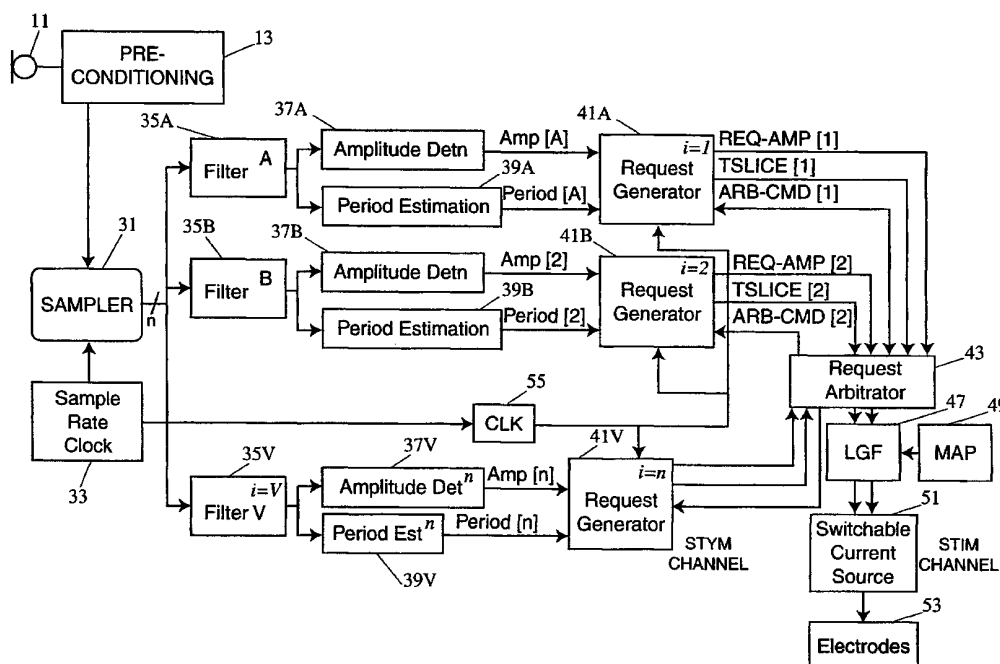 11
13
PRE-
CONDITIONING
35A
Filter A
37A
Amplitude Detn
Amp [A]
39A
Period Estimation
Period [A]
41A
i=1
Request
Generator
REQ-AMP [1]
TSLICE [1]
ARB-CMD [1]
31
SAMPLER
n
35B
Filter B
37B
Amplitude Detn
Amp [2]
39B
Period Estimation
Period [2]
41B
i=2
Request
Generator
REQ-AMP [2]
TSLICE [2]
ARB-CMD [2]
43
Request
Arbitrator
Sample
Rate
Clock
33
55
CLK
47
LGF
49
MAP
35V
i=V
Filter V
37V
Amplitude Det n
Amp [n]
Period Est n
Period [n]
39V
41V
i=n
Request
Generator
STYM
CHANNEL
51
Switchable
Current
Source
STIM
CHANNEL
53
Electrodes